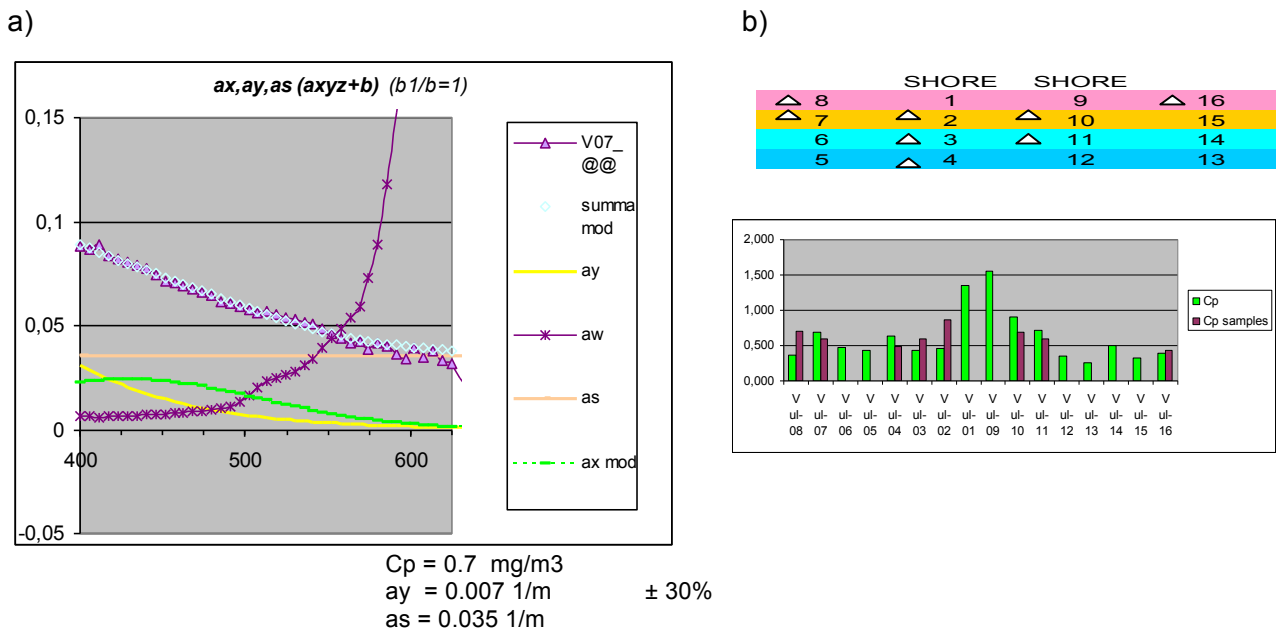 a)
ax,ay,as (axyz+b) (b1/b=1)
0,15
0,1
0,05
0
-0,05
400
500
600
V07_
@@
summa
mod
ay
aw
as
ax mod
Cp = 0.7 mg/m3
ay = 0.007 1/m ± 30%
as = 0.035 1/m
b)
SHORE SHORE
8 1 9 16
7 2 10 15
6 3 11 14
5 4 12 13
2,000
1,500
1,000
0,500
0,000
V V V V V V V V V V V V V V V V
ul- ul- ul- ul- ul- ul- ul- ul- ul- ul- ul- ul- ul- ul- ul- ul-
08 07 06 05 04 03 02 01 09 10 11 12 13 14 15 16
Cp
Cp samples